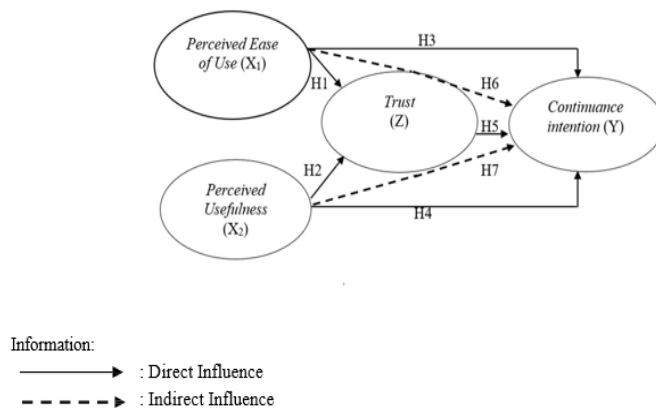 H3
Perceived Ease
of Use (X₁)
H1
H6
Trust
(Z)
Continuance
intention (Y)
H5
H2
H7
Perceived
Usefulness
(X₂)
H4
Information:
: Direct Influence
: Indirect Influence